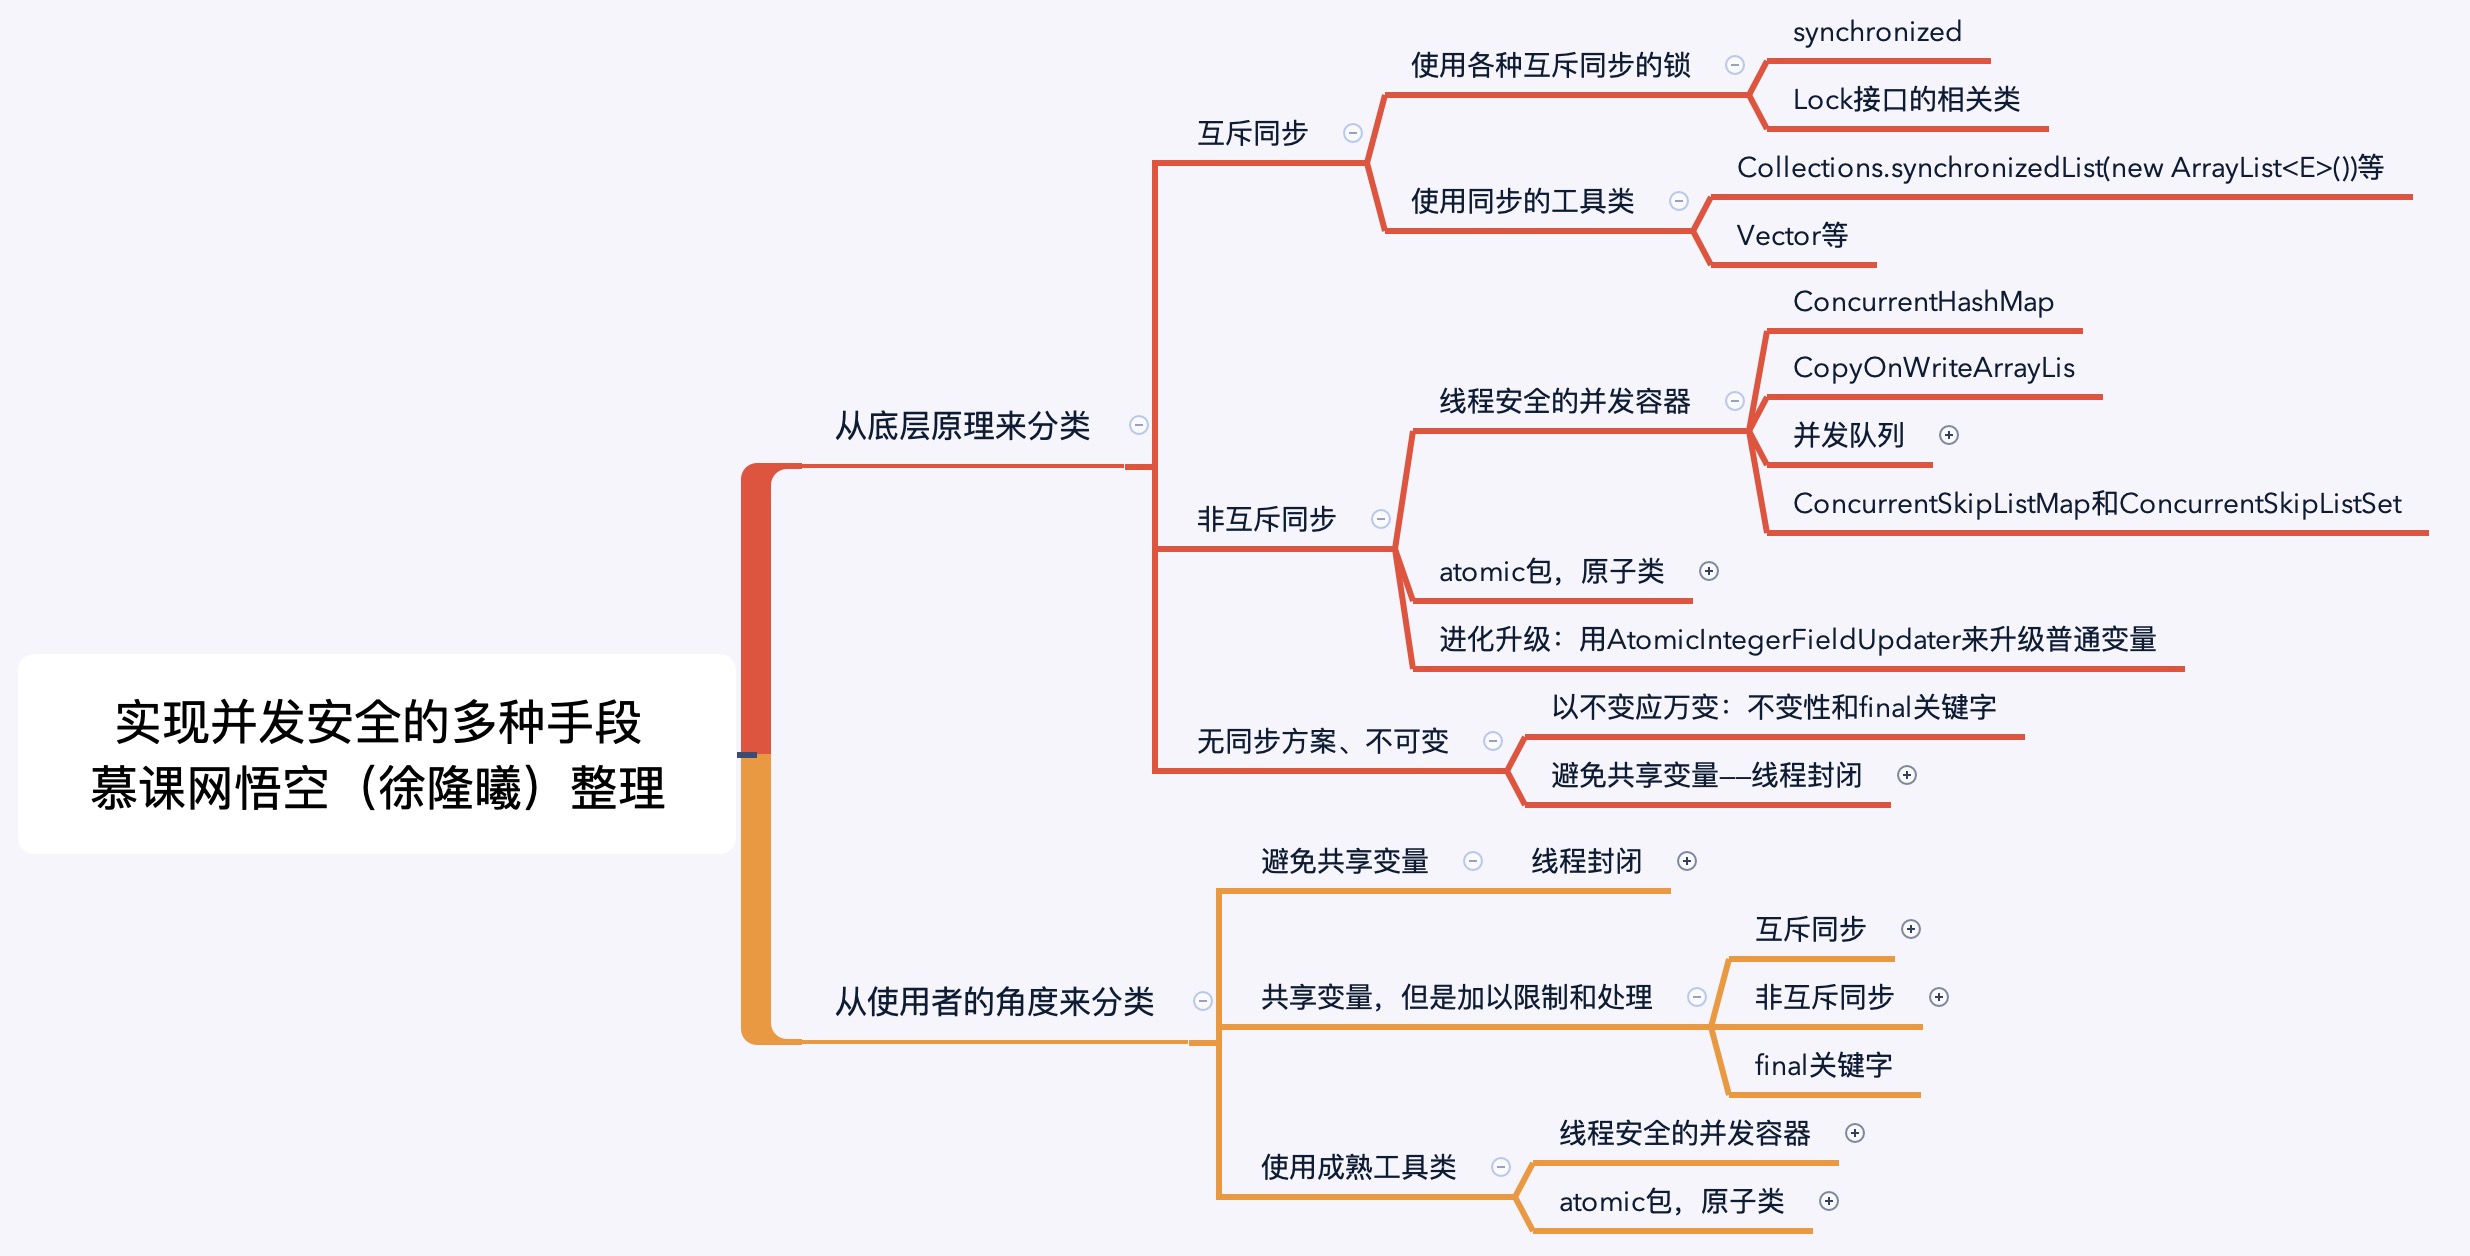 实现并发安全的多种手段
慕课网悟空（徐隆曦）整理
从底层原理来分类
互斥同步
使用各种互斥同步的锁
synchronized
Lock接口的相关类
使用同步的工具类
Collections.synchronizedList(new ArrayList<E>())等
Vector等
非互斥同步
线程安全的并发容器
ConcurrentHashMap
CopyOnWriteArrayLis
并发队列
ConcurrentSkipListMap和ConcurrentSkipListSet
atomic包，原子类
进化升级：用AtomicIntegerFieldUpdater来升级普通变量
无同步方案、不可变
以不变应万变：不变性和final关键字
避免共享变量——线程封闭
从使用者的角度来分类
避免共享变量
线程封闭
共享变量，但是加以限制和处理
互斥同步
非互斥同步
final关键字
使用成熟工具类
线程安全的并发容器
atomic包，原子类